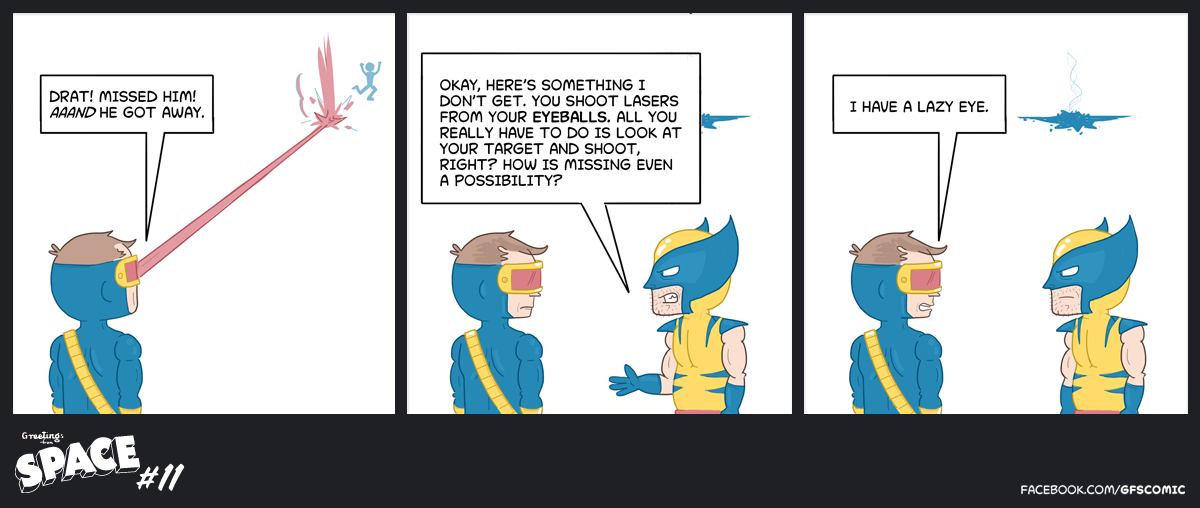 DRAT! MISSED HIM!
AAAND HE GOT AWAY.
OKAY, HERE'S SOMETHING I
DON'T GET. YOU SHOOT LASERS
FROM YOUR EYEBALLS. ALL YOU
REALLY HAVE TO DO IS LOOK AT
YOUR TARGET AND SHOOT,
RIGHT? HOW IS MISSING EVEN
A POSSIBILITY?
I HAVE A LAZY EYE.
Greetings
from
SPACE
#11
FACEBOOK.COM/GFSCOMIC